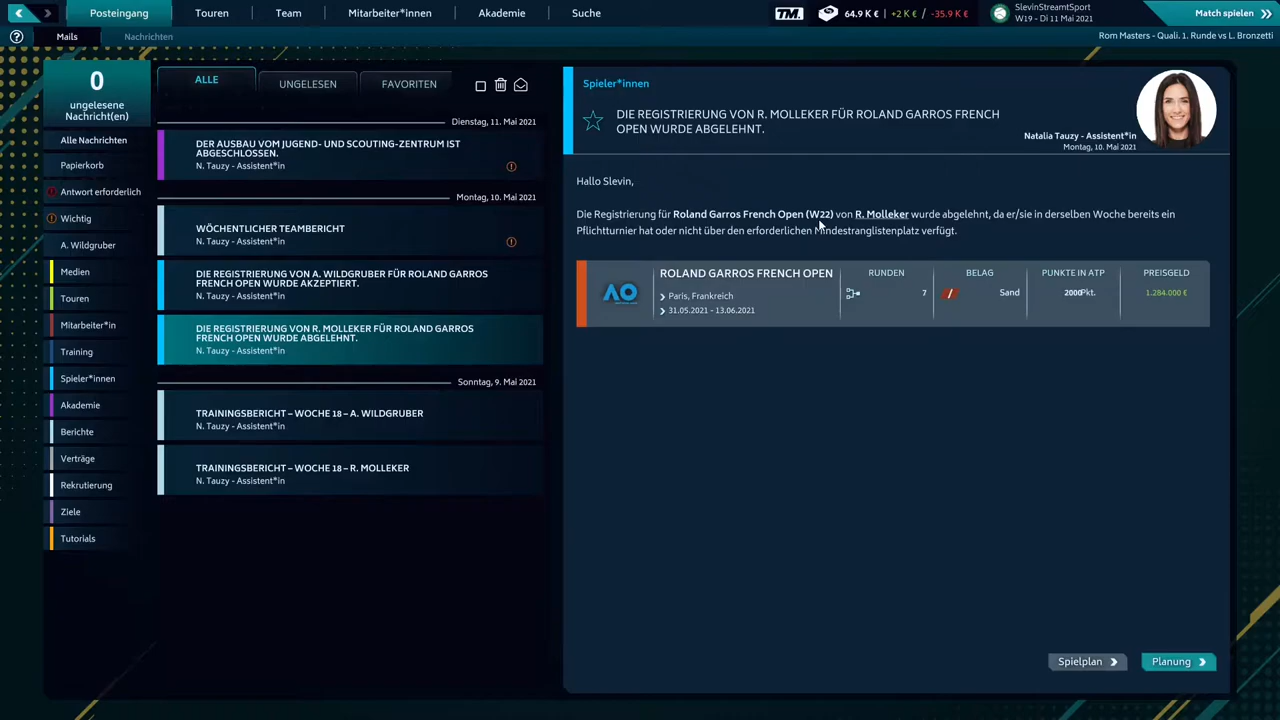 Posteingang
Touren
Team
Mitarbeiter*innen
Akademie
Suche
TM.
64.9 K € | +2 K € / -35.9 K €
SlevinStreamSport
W19 - Di 11 Mai 2021
Match spielen
Mails
Nachrichten
Rom Masters - Quali. 1. Runde vs L. Bronzetti
0
ungelesene
Nachricht(en)
Alle Nachrichten
Papierkorb
Antwort erforderlich
Wichtig
A. Wildgruber
Medien
Touren
Mitarbeiter*in
Training
Spieler*innen
Akademie
Berichte
Verträge
Rekrutierung
Ziele
Tutorials
ALLE
UNGELESEN
FAVORITEN
Dienstag, 11. Mai 2021
DER AUSBAU VOM JUGEND- UND SCOUTING-ZENTRUM IST
ABGESCHLOSSEN.
N. Tauzy - Assistent*in
Montag, 10. Mai 2021
WÖCHENTLICHER TEAMBERICHT
N. Tauzy - Assistent*in
DIE REGISTRIERUNG VON A. WILDGRUBER FÜR ROLAND GARROS
FRENCH OPEN WURDE AKZEPTIERT.
N. Tauzy - Assistent*in
DIE REGISTRIERUNG VON R. MOLLEKER FÜR ROLAND GARROS
FRENCH OPEN WURDE ABGELEHNT.
N. Tauzy - Assistent*in
Sonntag, 9. Mai 2021
TRAININGSBERICHT – WOCHE 18 – A. WILDGRUBER
N. Tauzy - Assistent*in
TRAININGSBERICHT – WOCHE 18 – R. MOLLEKER
N. Tauzy - Assistent*in
Spieler*innen
DIE REGISTRIERUNG VON R. MOLLEKER FÜR ROLAND GARROS FRENCH
OPEN WURDE ABGELEHNT.
Natalia Tauzy - Assistent*in
Montag, 10. Mai 2021
Hallo Slevin,
Die Registrierung für Roland Garros French Open (W22) von R. Molleker wurde abgelehnt, da er/sie in derselben Woche bereits ein
Pflichtturnier hat oder nicht über den erforderlichen Mindestranglistenplatz verfügt.
AO
ROLAND GARROS FRENCH OPEN
Paris, Frankreich
31.05.2021 - 13.06.2021
RUNDEN
7
BELAG
Sand
PUNKTE IN ATP
2000Pkt.
PREISGELD
1.284.000 €
Spielplan
Planung